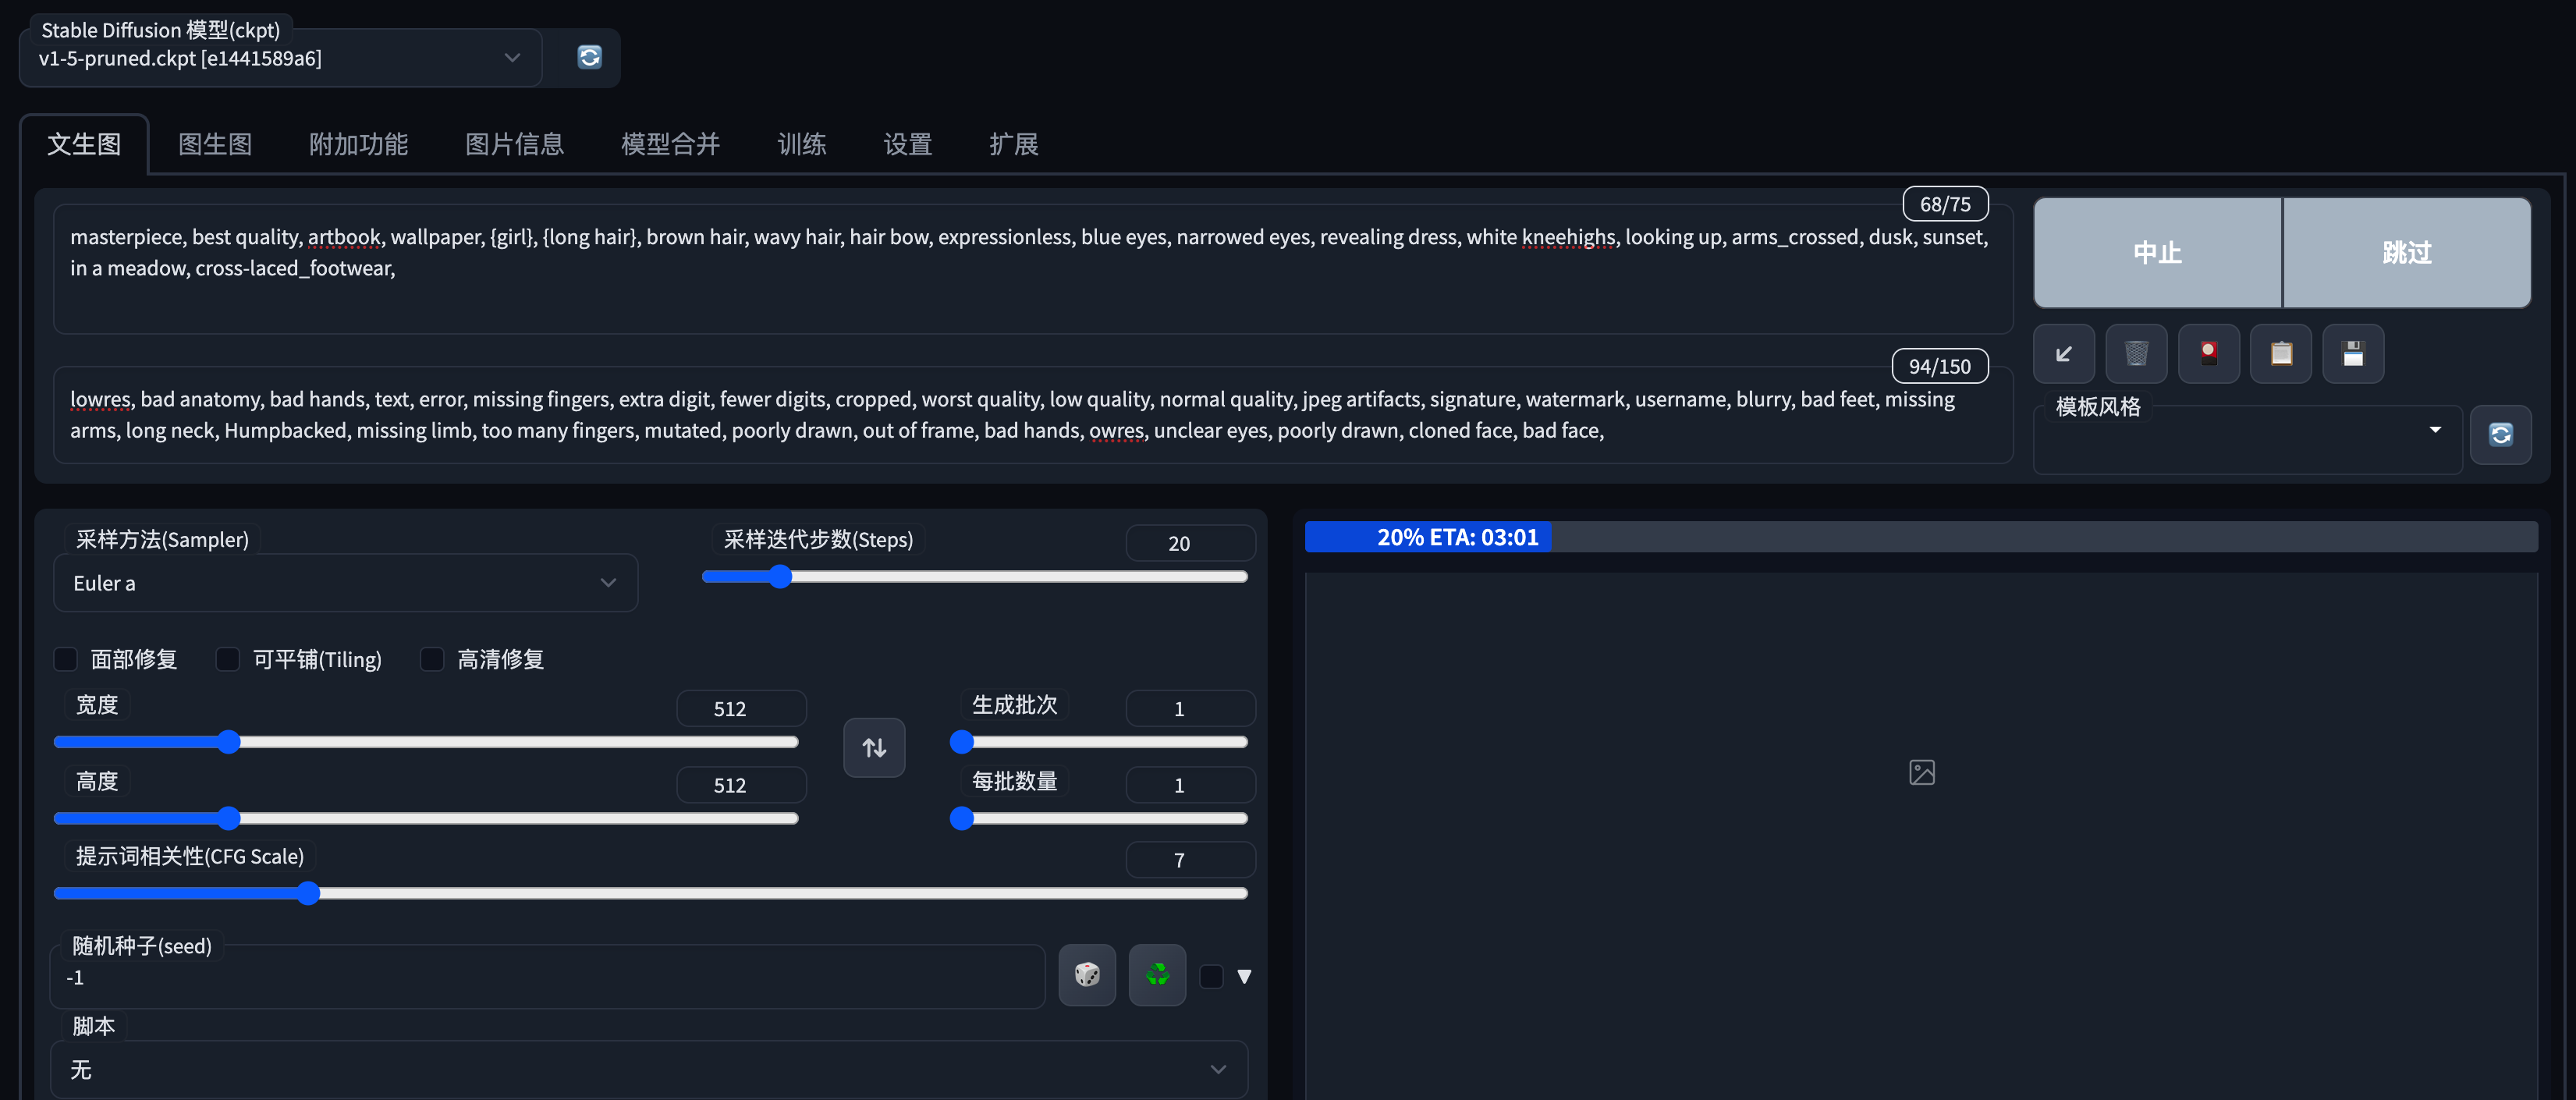 Stable Diffusion 模型(ckpt)
v1-5-pruned.ckpt [e1441589a6]
文生图 图生图 附加功能 图片信息 模型合并 训练 设置 扩展
68/75
masterpiece, best quality, artbook, wallpaper, {girl}, {long hair}, brown hair, wavy hair, hair bow, expressionless, blue eyes, narrowed eyes, revealing dress, white kneehighs, looking up, arms_crossed, dusk, sunset,
in a meadow, cross-laced_footwear,
中止 跳过
94/150
lowres, bad anatomy, bad hands, text, error, missing fingers, extra digit, fewer digits, cropped, worst quality, low quality, normal quality, jpeg artifacts, signature, watermark, username, blurry, bad feet, missing
arms, long neck, Humpbacked, missing limb, too many fingers, mutated, poorly drawn, out of frame, bad hands, owres, unclear eyes, poorly drawn, cloned face, bad face,
模板风格
采样方法(Sampler)
Euler a
采样迭代步数(Steps) 20
面部修复 可平铺(Tiling) 高清修复
宽度 512
生成批次 1
高度 512
每批数量 1
提示词相关性(CFG Scale) 7
随机种子(seed)
-1
脚本
无
20% ETA: 03:01